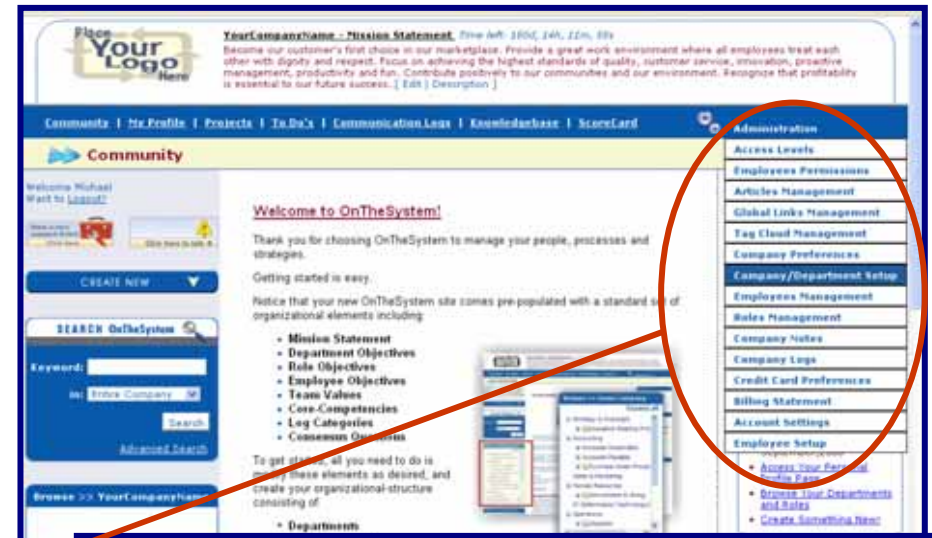 Place
Your
Logo
Here
YourCompanyName - Mission Statement
Become our customer's first choice in our marketplace. Provide a great work environment where all employees treat each
other with dignity and respect. Focus on achieving the highest standards of quality, customer service, innovation, proactive
management, productivity and fun. Contribute positively to our communities and our environment. Recognize that profitability
is essential to our future success. [ Edit | Description ]
Community | My Profile | Projects | To Do's | Communication Logs | Knowledgebase | ScoreCard
Administration
Access Levels
Employees Permissions
Articles Management
Global Links Management
Tag Cloud Management
Company Preferences
Company/Department Setup
Employees Management
Roles Management
Company Notes
Company Logs
Credit Card Preferences
Billing Statement
Account Settings
Employee Setup
Community
Welcome Michael
Want to Logout?
CREATE NEW
SEARCH OnTheSystem
Keyword:
in: Entire Company
Search
Advanced Search
Browse >> YourCompanyName
Welcome to OnTheSystem!
Thank you for choosing OnTheSystem to manage your people, processes and
strategies.
Getting started is easy.
Notice that your new OnTheSystem site comes pre-populated with a standard set of
organizational elements including:
• Mission Statement
• Department Objectives
• Role Objectives
• Employee Objectives
• Team Values
• Core-Competencies
• Log Categories
• Consensus Questions
To get started, all you need to do is
modify these elements as desired, and
create your organizational-structure
consisting of
• Departments
• Access Your Personal
Profile Page
• Browse Your Departments
and Roles
• Create Something New!